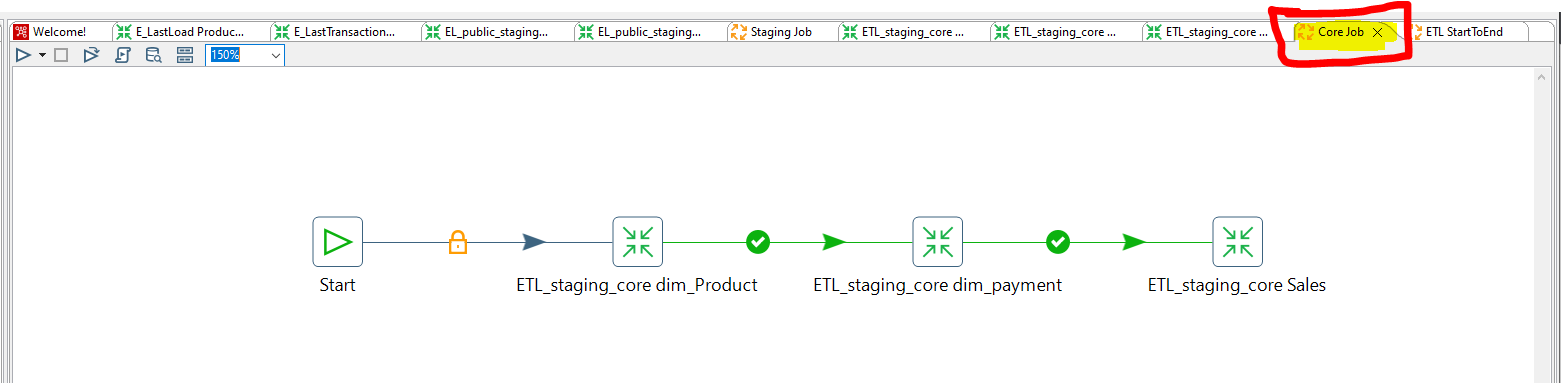 Welcome!
E_LastLoad Produc...
E_LastTransaction...
EL_public_staging...
EL_public_staging...
Staging Job
ETL_staging_core ...
ETL_staging_core ...
ETL_staging_core ...
Core Job
ETL StartToEnd
150%
Start
ETL_staging_core dim_Product
ETL_staging_core dim_payment
ETL_staging_core Sales